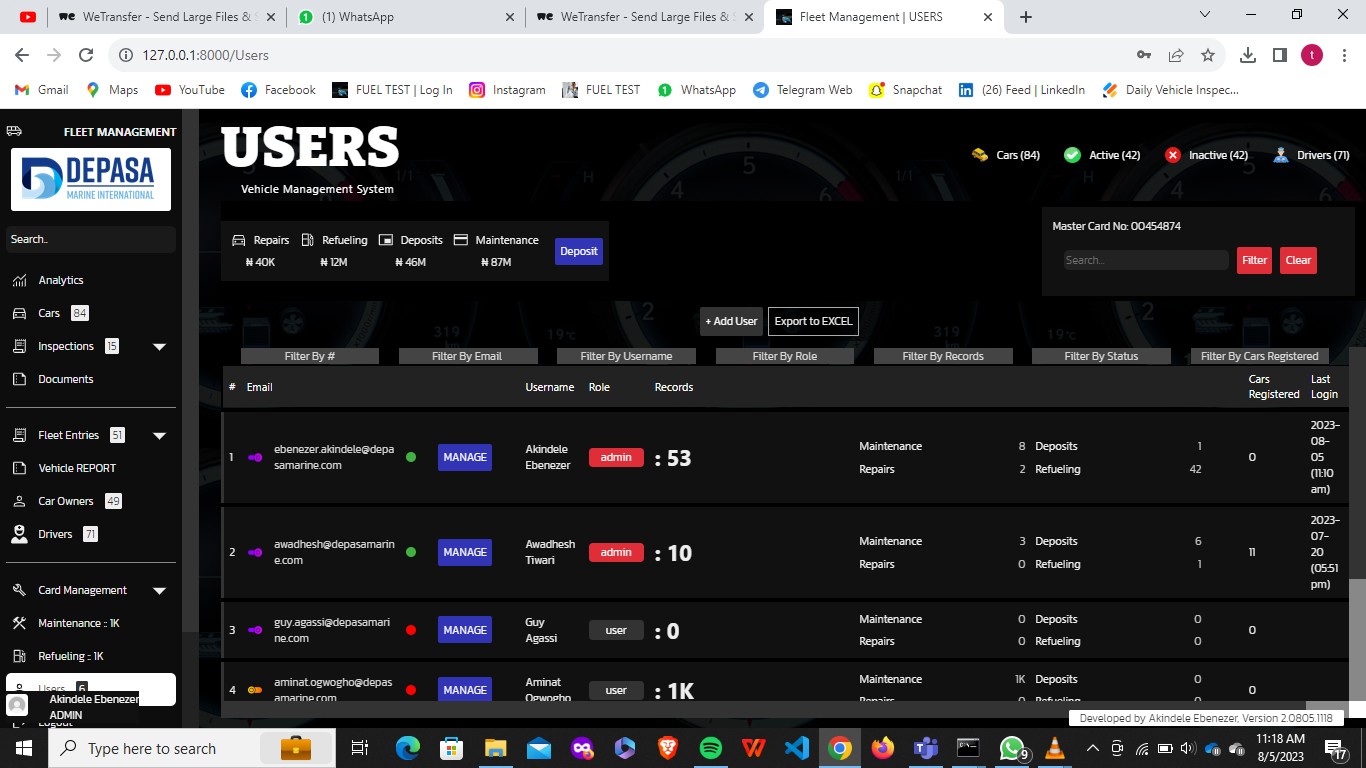 WeTransfer - Send Large Files & S
(1) WhatsApp
WeTransfer - Send Large Files & S
Fleet Management | USERS
127.0.0.1:8000/Users
t
Gmail
Maps
YouTube
Facebook
FUEL TEST | Log In
Instagram
FUEL TEST
WhatsApp
Telegram Web
Snapchat
(26) Feed | LinkedIn
Daily Vehicle Inspec...
FLEET MANAGEMENT
DEPASA
MARINE INTERNATIONAL
Search..
Analytics
Cars 84
Inspections 15
Documents
Fleet Entries 51
Vehicle REPORT
Car Owners 49
Drivers 71
Card Management
Maintenance :: 1K
Refueling :: 1K
Users 6
Akindele Ebenezer
ADMIN
Logout
USERS
Vehicle Management System
Cars (84)
Active (42)
Inactive (42)
Drivers (71)
Repairs
₦ 40K
Refueling
₦ 12M
Deposits
₦ 46M
Maintenance
₦ 87M
Deposit
Master Card No: 00454874
Search...
Filter
Clear
+ Add User
Export to EXCEL
Filter By #
Filter By Email
Filter By Username
Filter By Role
Filter By Records
Filter By Status
Filter By Cars Registered
# Email Username Role Records
Cars
Registered
Last
Login
1
ebenezer.akindele@depa
samarine.com
MANAGE
Akindele
Ebenezer
admin
: 53
Maintenance 8 Deposits 1
Repairs 2 Refueling 42
0
2023-
08-
05
(11:10
am)
2
awadhesh@depasamarin
e.com
MANAGE
Awadhesh
Tiwari
admin
: 10
Maintenance 3 Deposits 6
Repairs 0 Refueling 1
11
2023-
07-
20
(05:51
pm)
3
guy.agassi@depasamari
ne.com
MANAGE
Guy
Agassi
user
: 0
Maintenance 0 Deposits 0
Repairs 0 Refueling 0
0
4
aminat.ogwogho@depas
amarine.com
MANAGE
Aminat
Ogwogho
user
: 1K
Maintenance 1K Deposits 0
Repairs 0 Refueling 0
0
Developed by Akindele Ebenezer, Version 2.0805.1118
Type here to search
9
11:18 AM
8/5/2023
17